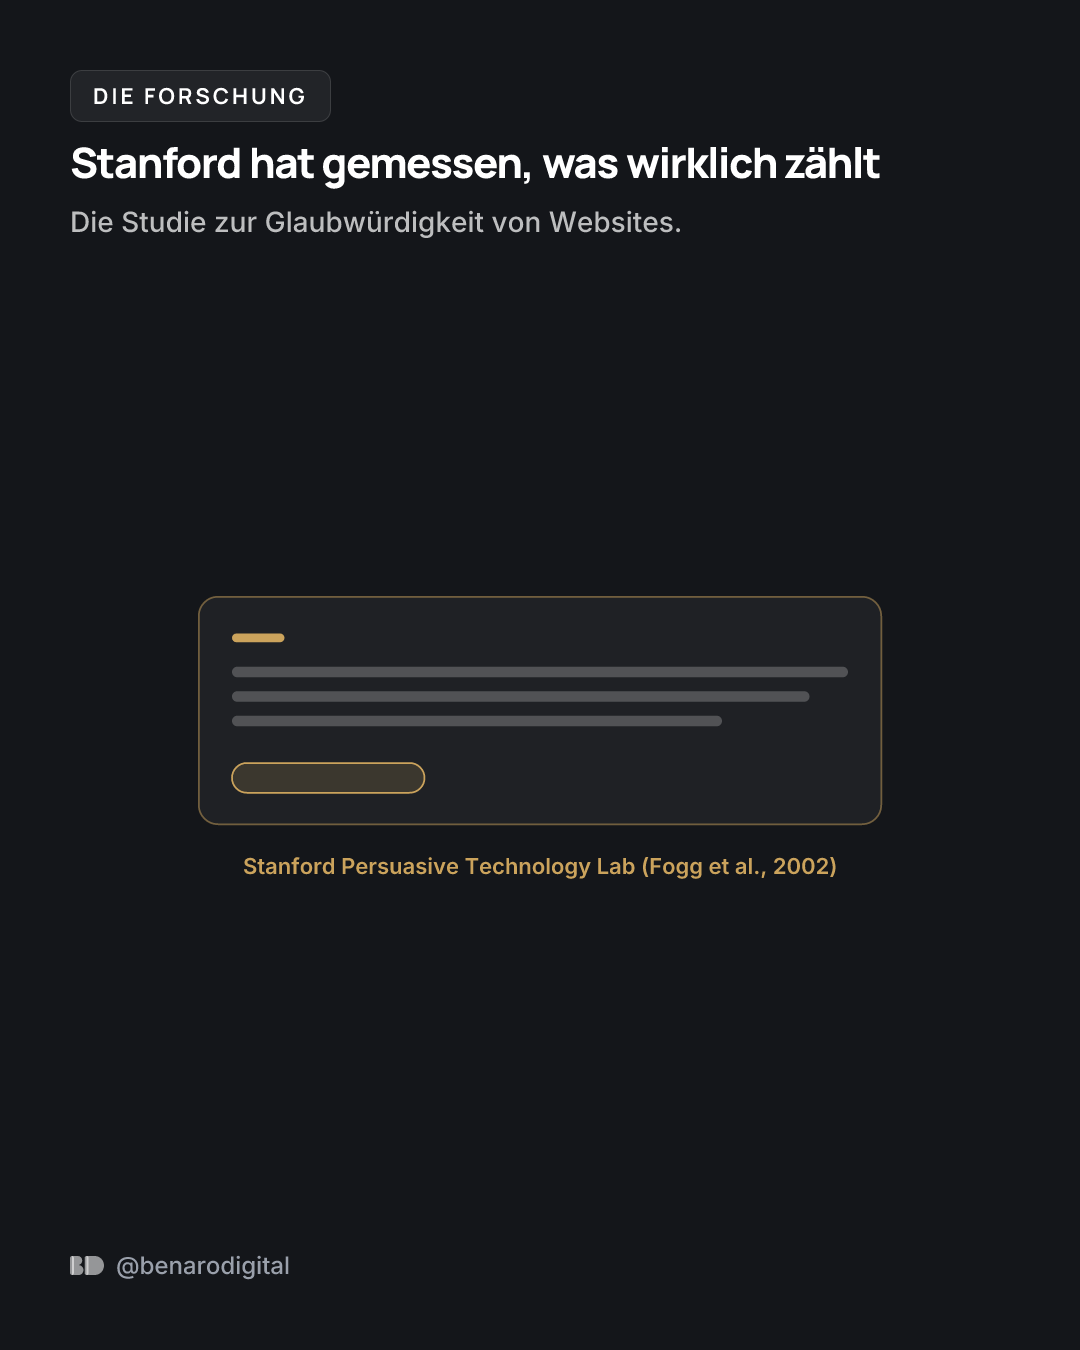 DIE FORSCHUNG
Stanford hat gemessen, was wirklich zählt
Die Studie zur Glaubwürdigkeit von Websites.
Stanford Persuasive Technology Lab (Fogg et al., 2002)
BD @benarodigital